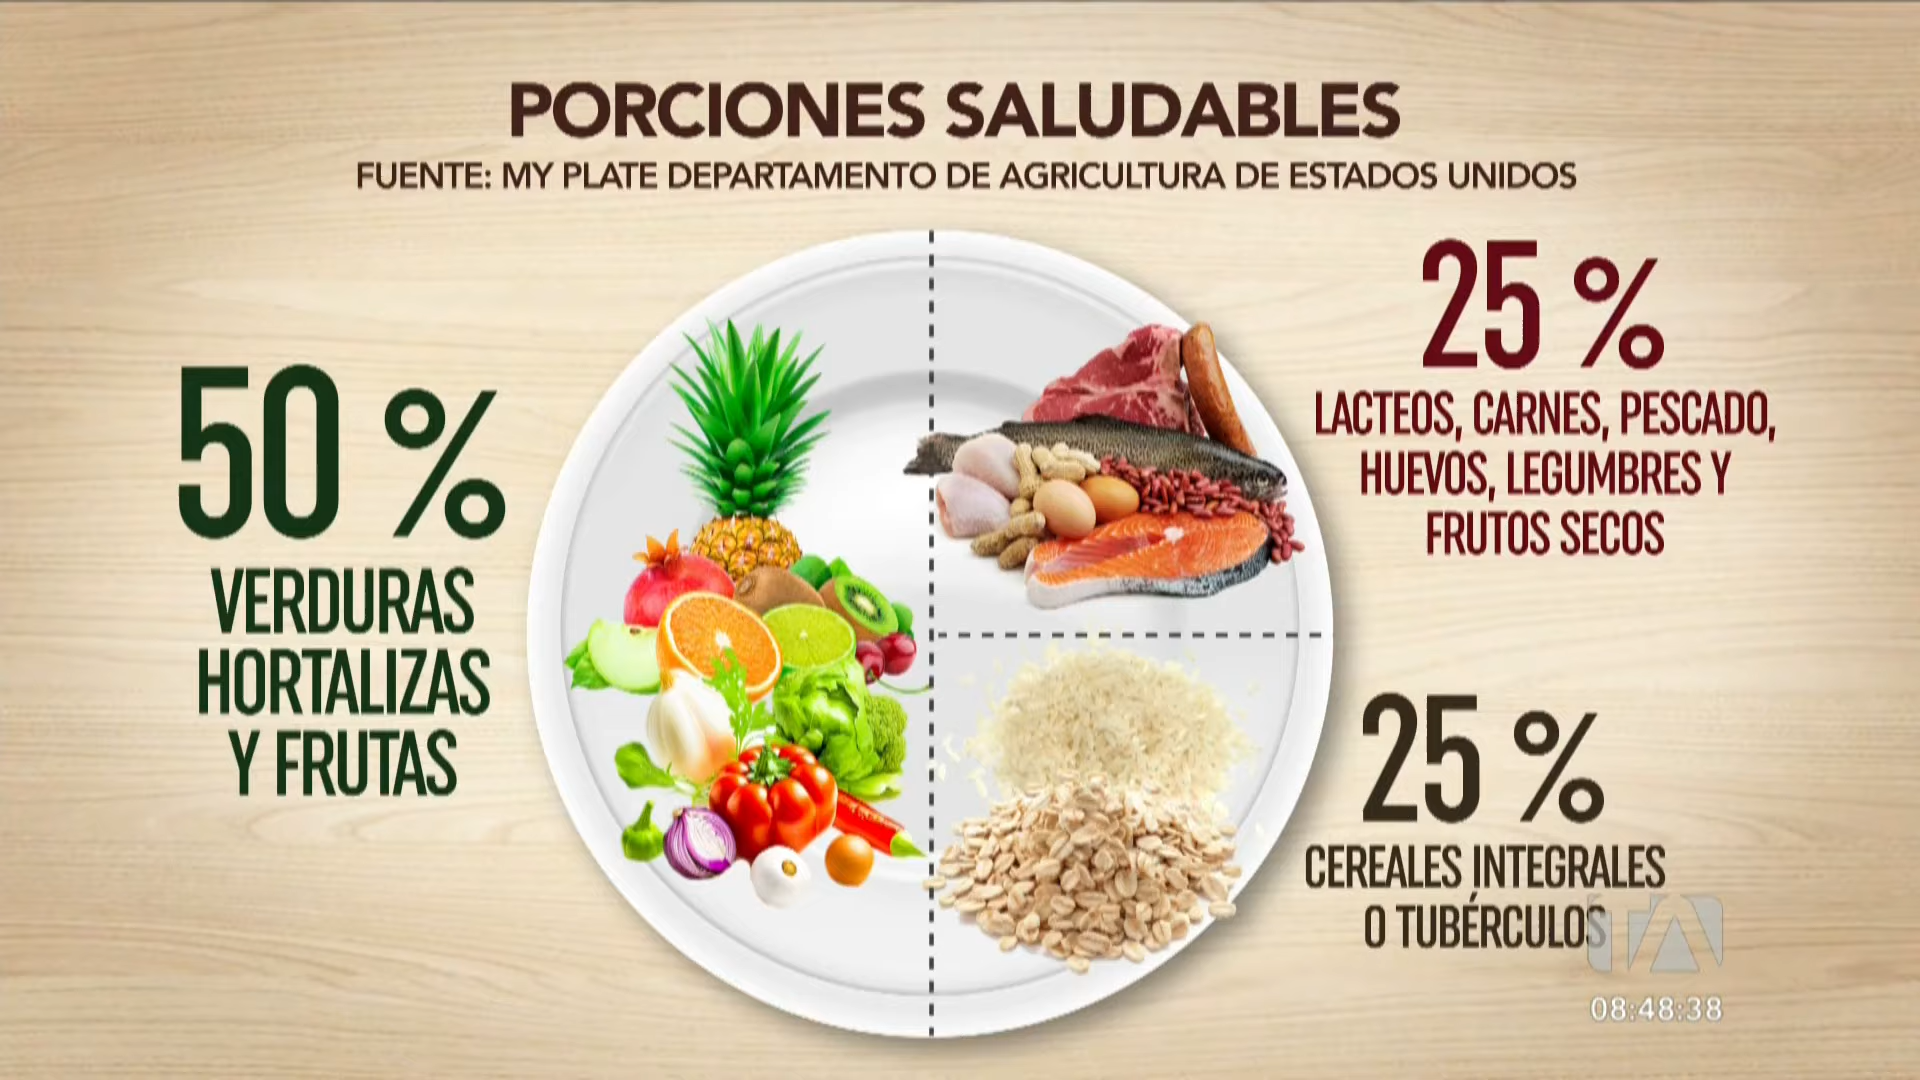 PORCIONES SALUDABLES
FUENTE: MY PLATE DEPARTAMENTO DE AGRICULTURA DE ESTADOS UNIDOS
50 %
VERDURAS
HORTALIZAS
Y FRUTAS
25 %
LACTEOS, CARNES, PESCADO,
HUEVOS, LEGUMBRES Y
FRUTOS SECOS
25 %
CEREALES INTEGRALES
O TUBÉRCULOS
TA
08:48:38